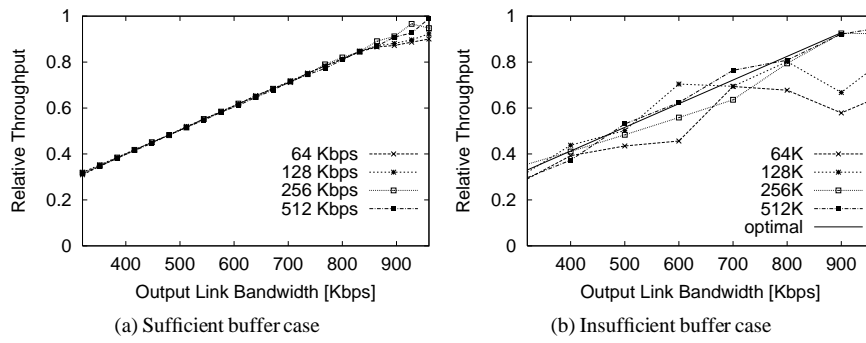 Relative Throughput
1
0.8
0.6
0.4
0.2
0
64 Kbps
128 Kbps
256 Kbps
512 Kbps
400 500 600 700 800 900
Output Link Bandwidth [Kbps]
(a) Sufficient buffer case
Relative Throughput
1
0.8
0.6
0.4
0.2
0
64K
128K
256K
512K
optimal
400 500 600 700 800 900
Output Link Bandwidth [Kbps]
(b) Insufficient buffer case